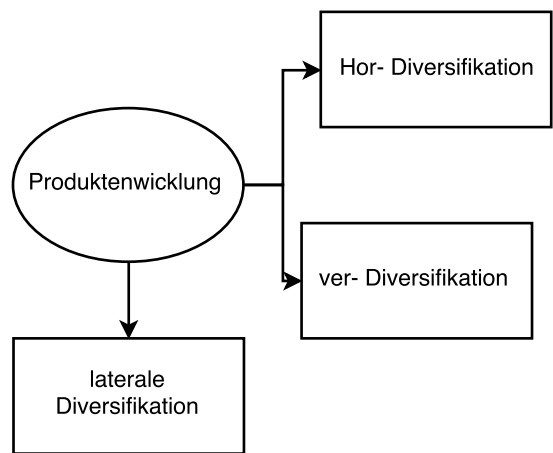 Hor- Diversifikation
Produktenwicklung
ver- Diversifikation
laterale
Diversifikation